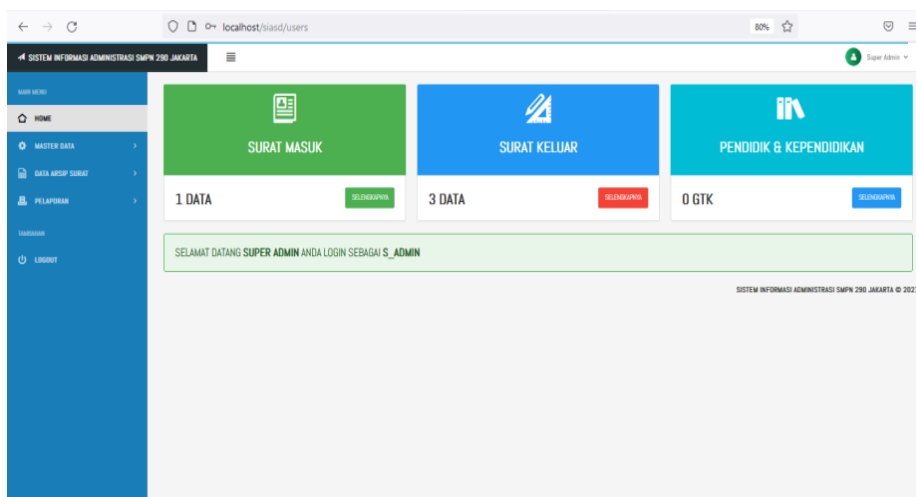 localhost/siasd/users
80%
SISTEM INFORMASI ADMINISTRASI SMPN 290 JAKARTA
Super Admin
MAIN MENU
HOME
MASTER DATA
DATA ARSIP SURAT
PELAPORAN
TAMBAHAN
LOGOUT
SURAT MASUK
1 DATA
SELENGKAPNYA
SURAT KELUAR
3 DATA
SELENGKAPNYA
PENDIDIK & KEPENDIDIKAN
0 GTK
SELENGKAPNYA
SELAMAT DATANG SUPER ADMIN ANDA LOGIN SEBAGAI S_ADMIN
SISTEM INFORMASI ADMINISTRASI SMPN 290 JAKARTA ©